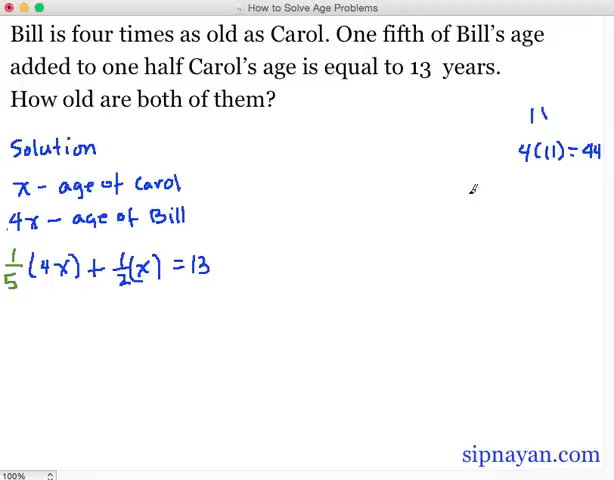 How to Solve Age Problems
Bill is four times as old as Carol. One fifth of Bill's age
added to one half Carol's age is equal to 13 years.
How old are both of them?
11
4(11)=44
Solution
x - age of Carol
4x - age of Bill
1/5 (4x) + 1/2 (x) = 13
sipnayan.com
100%